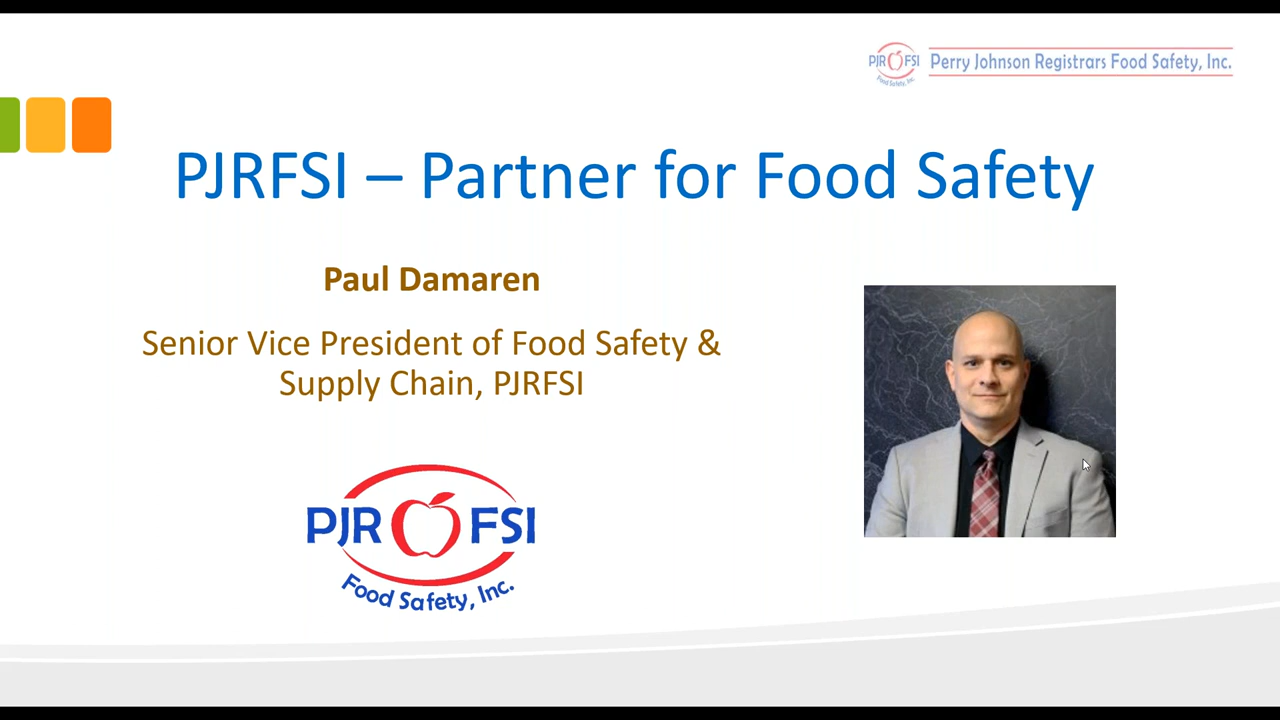 PJR FSI
Food Safety, Inc.
Perry Johnson Registrars Food Safety, Inc.
PJRFSI – Partner for Food Safety
Paul Damaren
Senior Vice President of Food Safety &
Supply Chain, PJRFSI
PJR FSI
Food Safety, Inc.